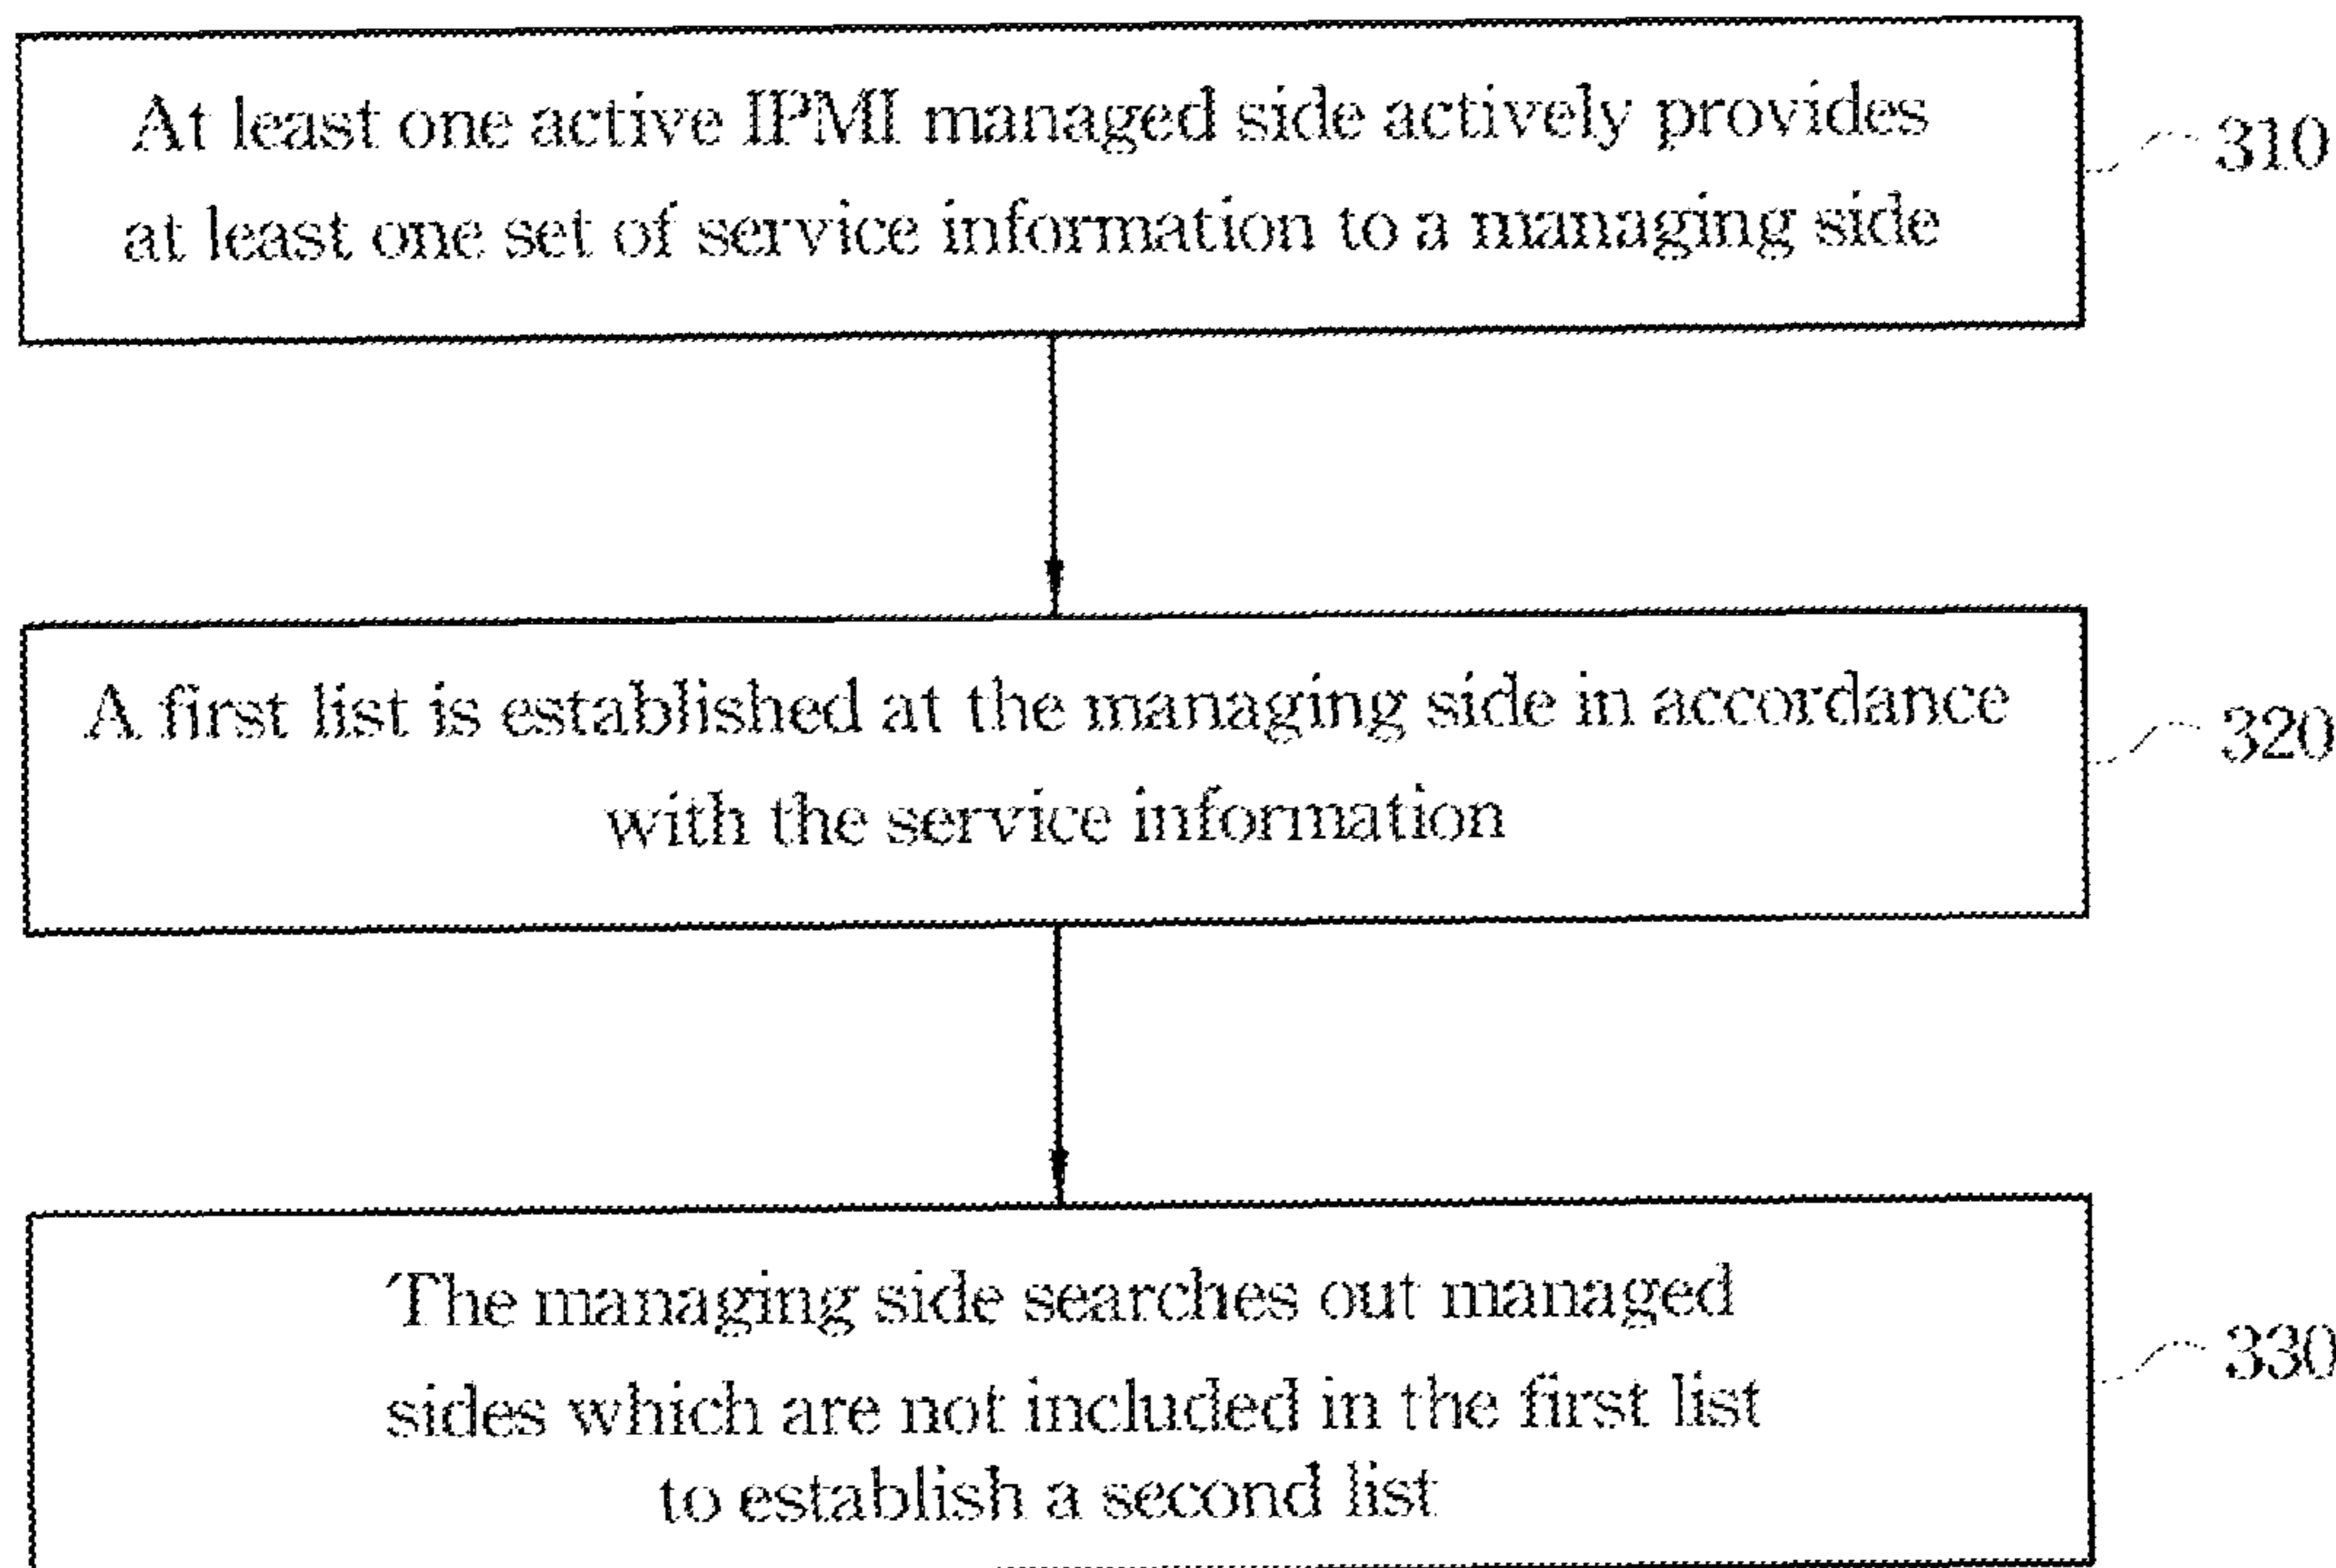 At least one active IPMI managed side actively provides
at least one set of service information to a managing side
310
A first list is established at the managing side in accordance
with the service information
320
The managing side searches out managed
sides which are not included in the first list
to establish a second list
330